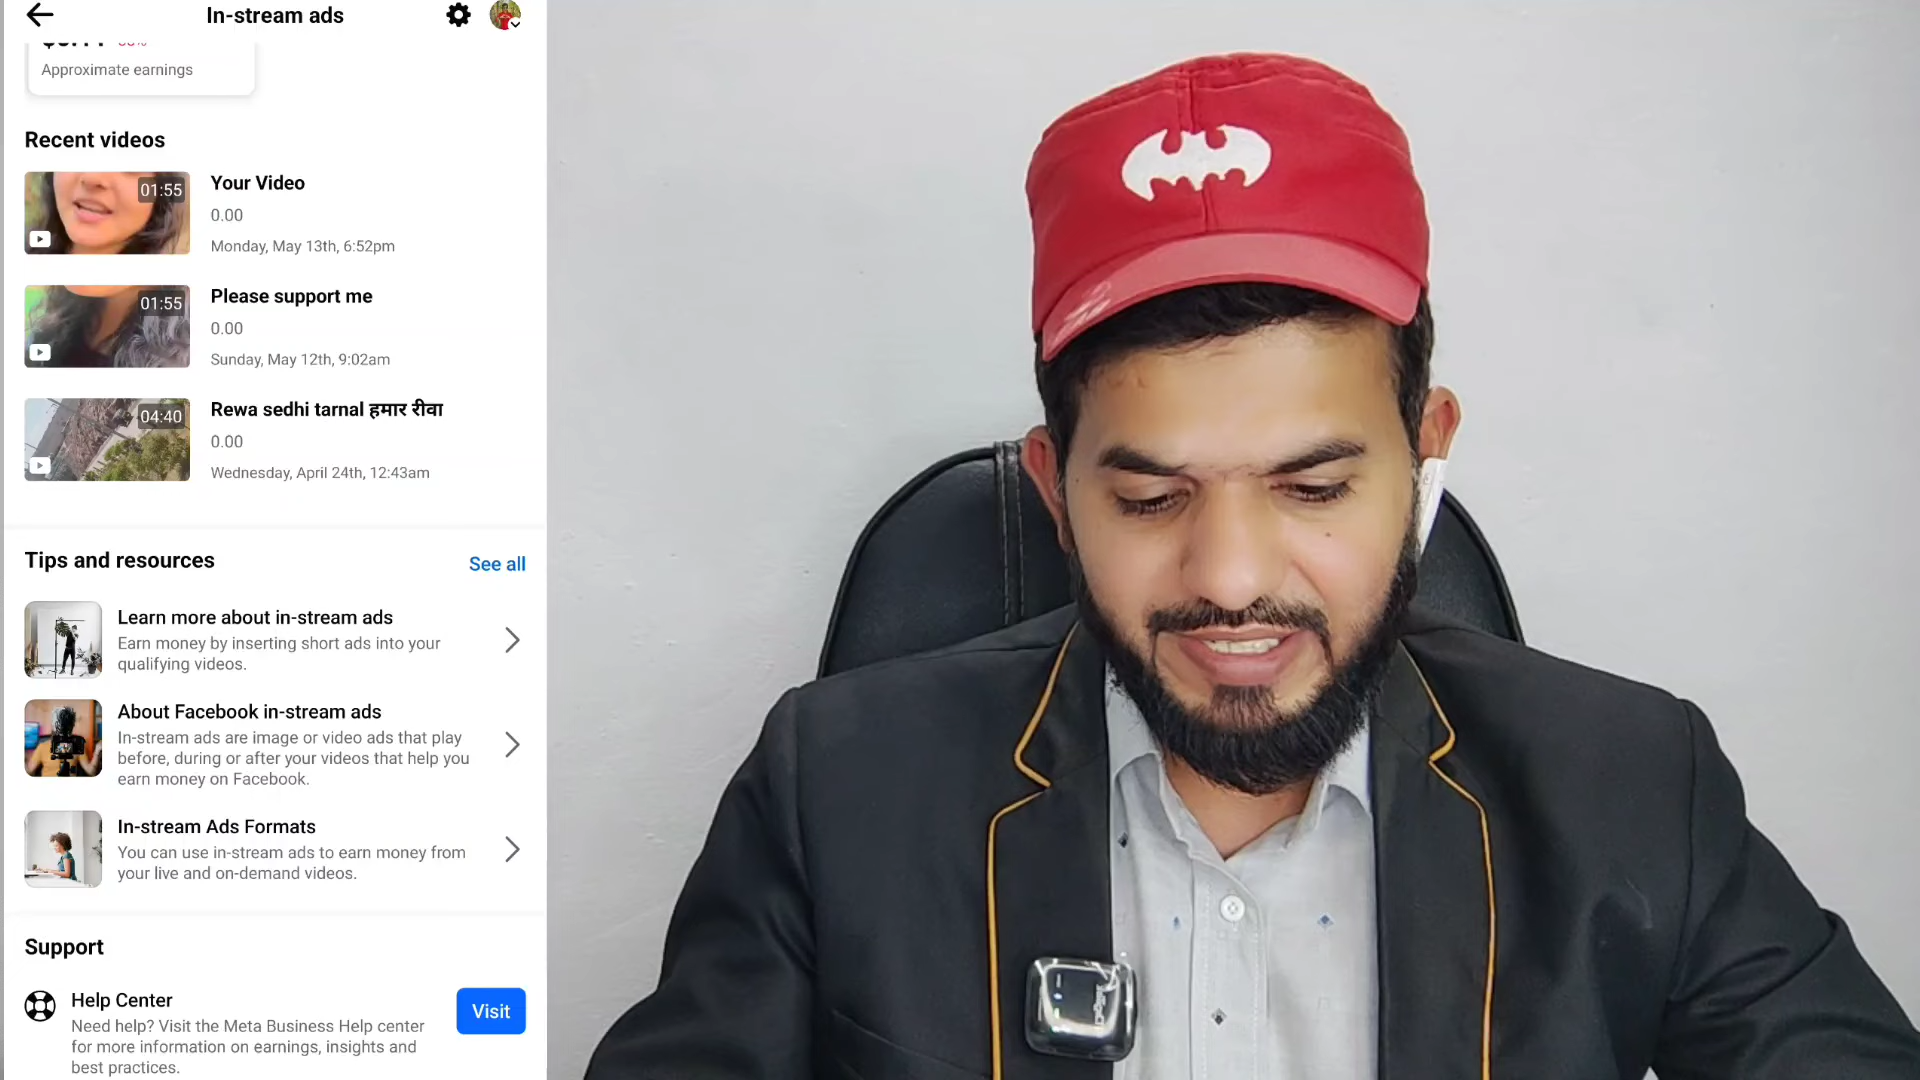 In-stream ads
Approximate earnings
Recent videos
01:55
Your Video
0.00
Monday, May 13th, 6:52pm
01:55
Please support me
0.00
Sunday, May 12th, 9:02am
04:40
Rewa sedhi tarnal हमार रीवा
0.00
Wednesday, April 24th, 12:43am
Tips and resources
See all
Learn more about in-stream ads
Earn money by inserting short ads into your
qualifying videos.
About Facebook in-stream ads
In-stream ads are image or video ads that play
before, during or after your videos that help you
earn money on Facebook.
In-stream Ads Formats
You can use in-stream ads to earn money from
your live and on-demand videos.
Support
Help Center
Visit
Need help? Visit the Meta Business Help center
for more information on earnings, insights and
best practices.